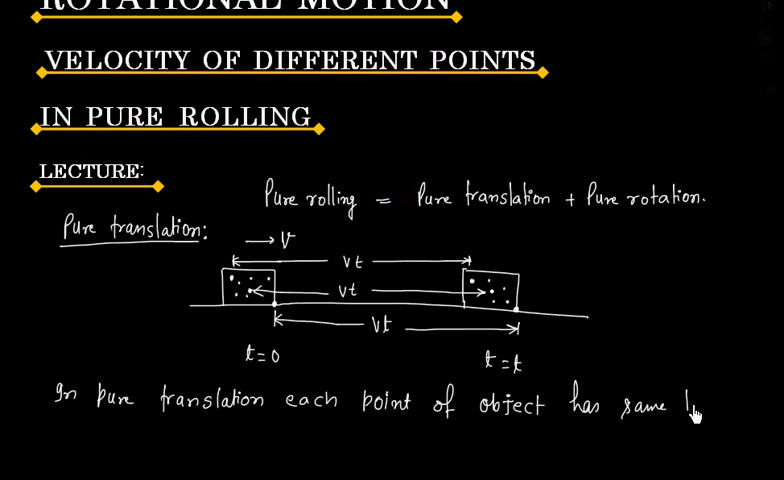 ROTATIONAL MOTION
VELOCITY OF DIFFERENT POINTS
IN PURE ROLLING
LECTURE:
Pure rolling = Pure translation + Pure rotation.
Pure translation:
→ V
Vt
Vt
Vt
t=0
t=t
In pure translation each point of object has same